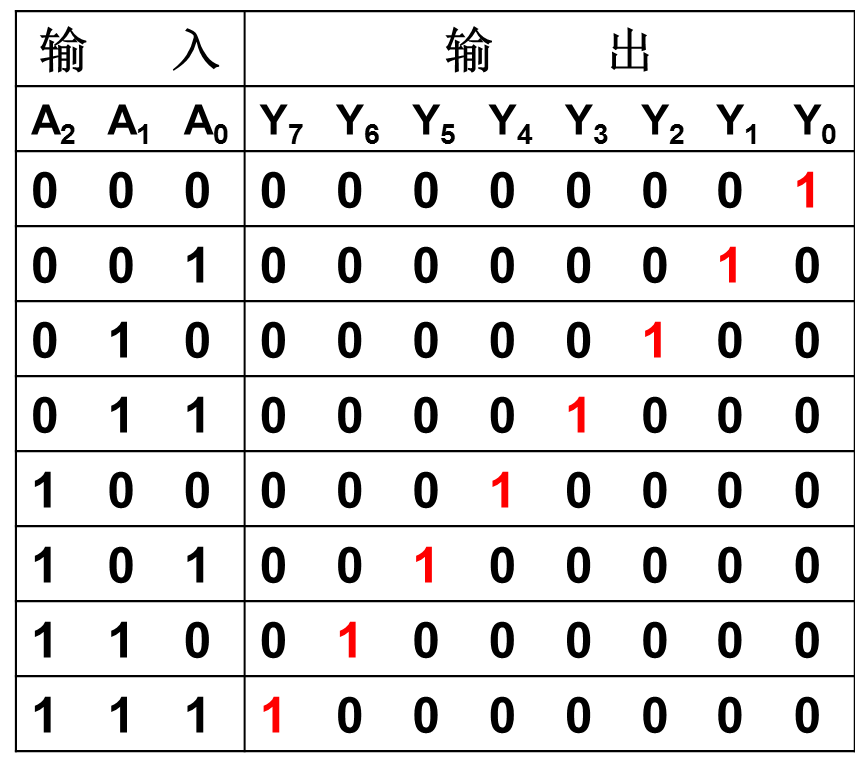 输 入 输 出
A₂ A₁ A₀ Y₇ Y₆ Y₅ Y₄ Y₃ Y₂ Y₁ Y₀
0 0 0 0 0 0 0 0 0 0 1
0 0 1 0 0 0 0 0 0 1 0
0 1 0 0 0 0 0 0 1 0 0
0 1 1 0 0 0 0 1 0 0 0
1 0 0 0 0 0 1 0 0 0 0
1 0 1 0 0 1 0 0 0 0 0
1 1 0 0 1 0 0 0 0 0 0
1 1 1 1 0 0 0 0 0 0 0